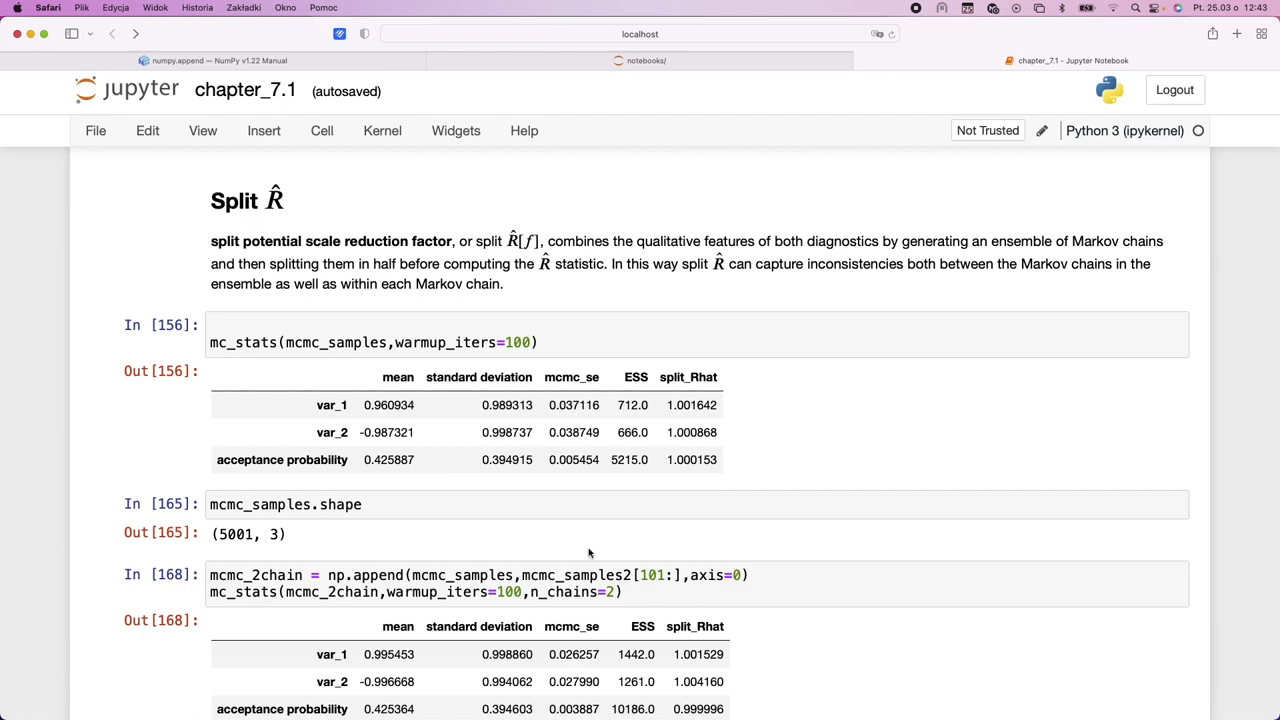 Safari Plik Edycja Widok Historia Zakładki Okno Pomoc Pt. 25.03 o 12:43
localhost
numpy.append — NumPy v1.22 Manual notebooks/ chapter_7.1 - Jupyter Notebook
jupyter chapter_7.1 (autosaved) Logout
File Edit View Insert Cell Kernel Widgets Help Not Trusted Python 3 (ipykernel)
Split R̂
split potential scale reduction factor, or split R̂[f], combines the qualitative features of both diagnostics by generating an ensemble of Markov chains
and then splitting them in half before computing the R̂ statistic. In this way split R̂ can capture inconsistencies both between the Markov chains in the
ensemble as well as within each Markov chain.
In [156]:
mc_stats(mcmc_samples,warmup_iters=100)
Out[156]:
mean standard deviation mcmc_se ESS split_Rhat
var_1 0.960934 0.989313 0.037116 712.0 1.001642
var_2 -0.987321 0.998737 0.038749 666.0 1.000868
acceptance probability 0.425887 0.394915 0.005454 5215.0 1.000153
In [165]: mcmc_samples.shape
Out[165]: (5001, 3)
In [168]: mcmc_2chain = np.append(mcmc_samples,mcmc_samples2[101:],axis=0)
mc_stats(mcmc_2chain,warmup_iters=100,n_chains=2)
Out[168]:
mean standard deviation mcmc_se ESS split_Rhat
var_1 0.995453 0.998860 0.026257 1442.0 1.001529
var_2 -0.996668 0.994062 0.027990 1261.0 1.004160
acceptance probability 0.425364 0.394603 0.003887 10186.0 0.999996